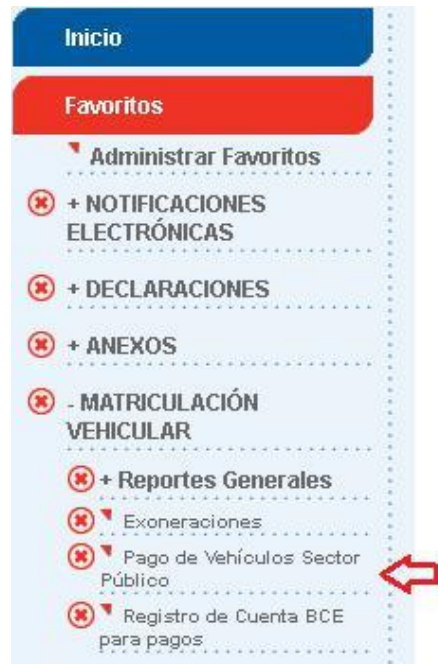 Inicio
Favoritos
Administrar Favoritos
+ NOTIFICACIONES
ELECTRÓNICAS
+ DECLARACIONES
+ ANEXOS
- MATRICULACIÓN
VEHICULAR
+ Reportes Generales
Exoneraciones
Pago de Vehículos Sector
Público
Registro de Cuenta BCE
para pagos